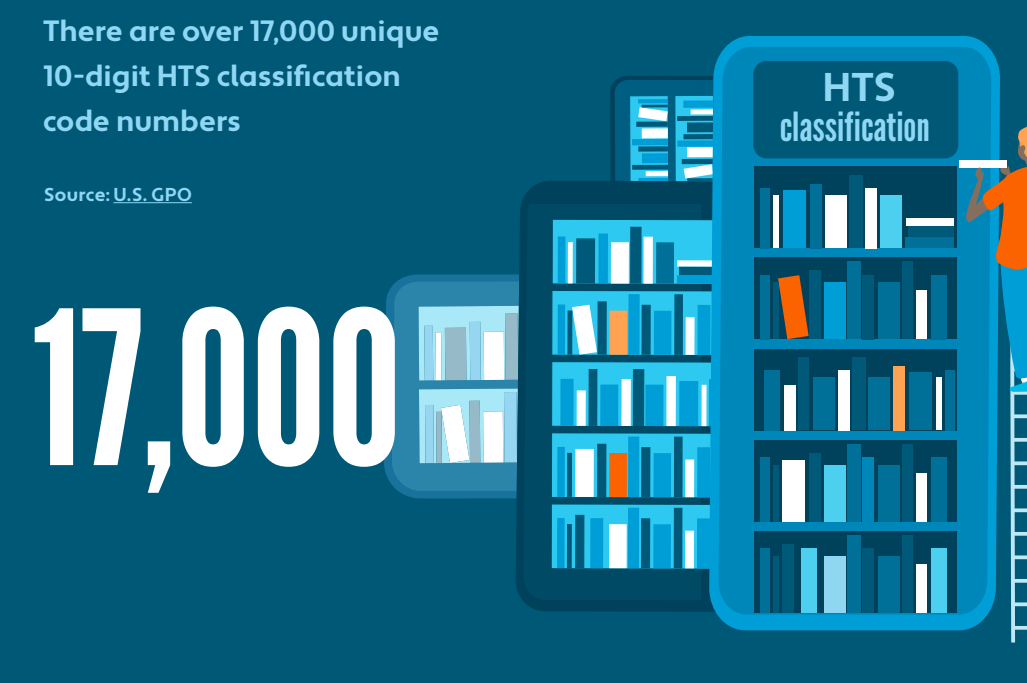 There are over 17,000 unique
10-digit HTS classification
code numbers
Source: U.S. GPO
17,000
HTS
classification